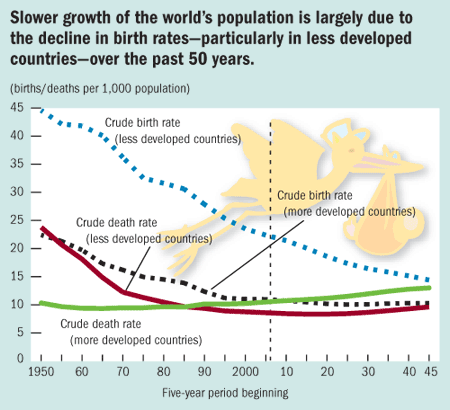 Slower growth of the world's population is largely due to
the decline in birth rates—particularly in less developed
countries—over the past 50 years.
(births/deaths per 1,000 population)
45
40
35
30
25
20
15
10
5
0
Crude birth rate
(less developed countries)
Crude birth rate
(more developed countries)
Crude death rate
(less developed countries)
Crude death rate
(more developed countries)
1950 60 70 80 90 2000 10 20 30 40 45
Five-year period beginning